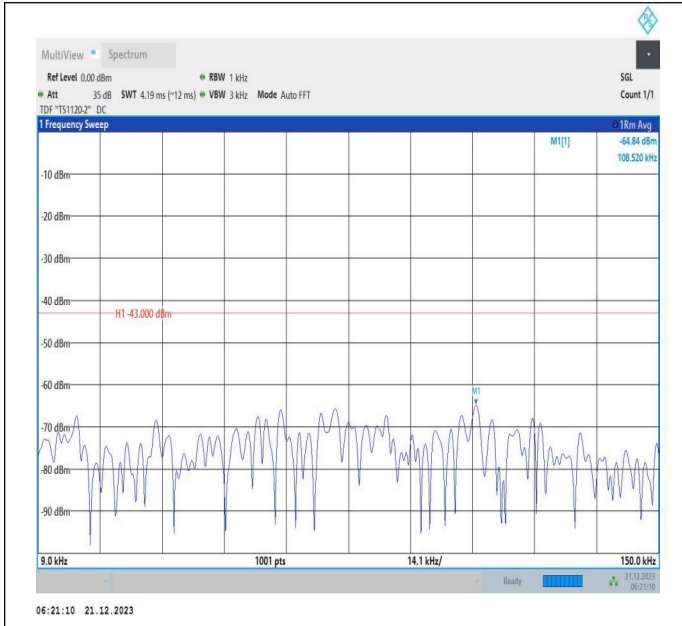 R&S
MultiView Spectrum
Ref Level 0.00 dBm RBW 1 kHz SGL
Att 35 dB SWT 4.19 ms (~12 ms) VBW 3 kHz Mode Auto FFT Count 1/1
TDF "TS1120-2" DC
1 Frequency Sweep 1Rm Avg
M1[1] -64.84 dBm
108.520 kHz
-10 dBm
-20 dBm
-30 dBm
-40 dBm
H1 -43.000 dBm
-50 dBm
-60 dBm
M1
-70 dBm
-80 dBm
-90 dBm
9.0 kHz 1001 pts 14.1 kHz/ 150.0 kHz
Ready 21.12.2023
06:21:10
06:21:10 21.12.2023